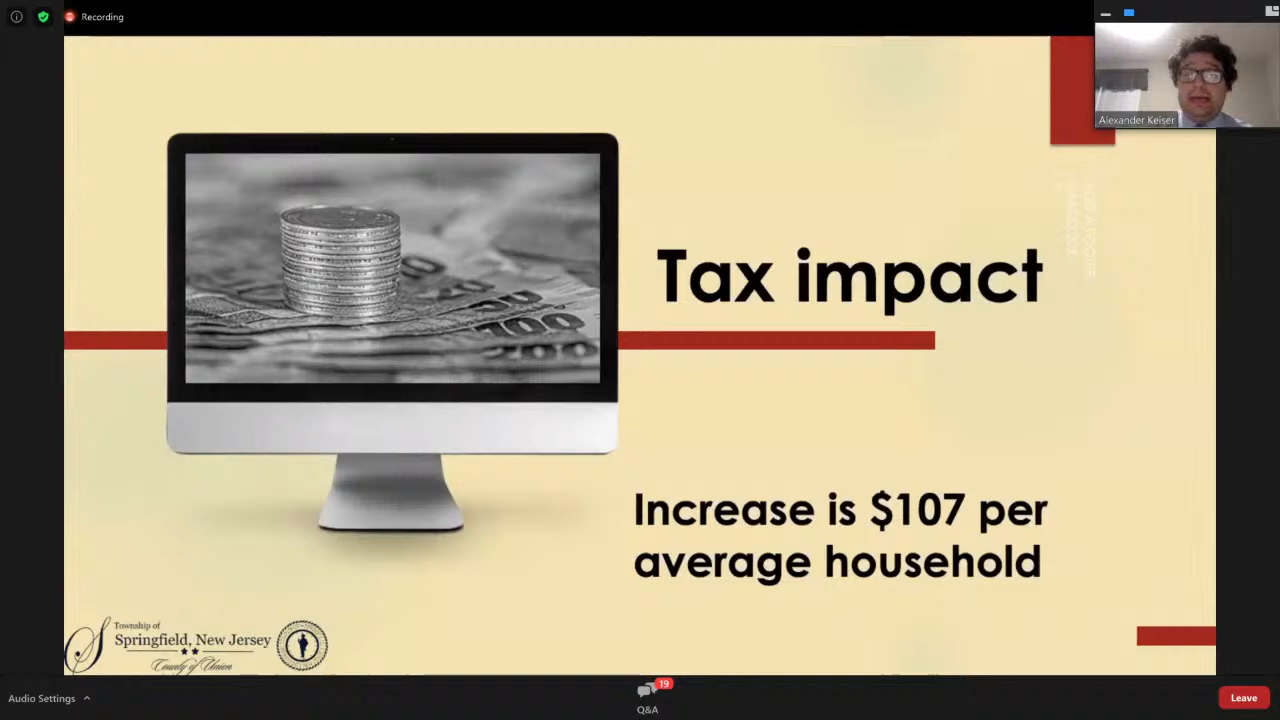 Recording
Alexander Keiser
Tax impact
100
Increase is $107 per
average household
Township of
Springfield, New Jersey
County of Union
Audio Settings
19
Q&A
Leave